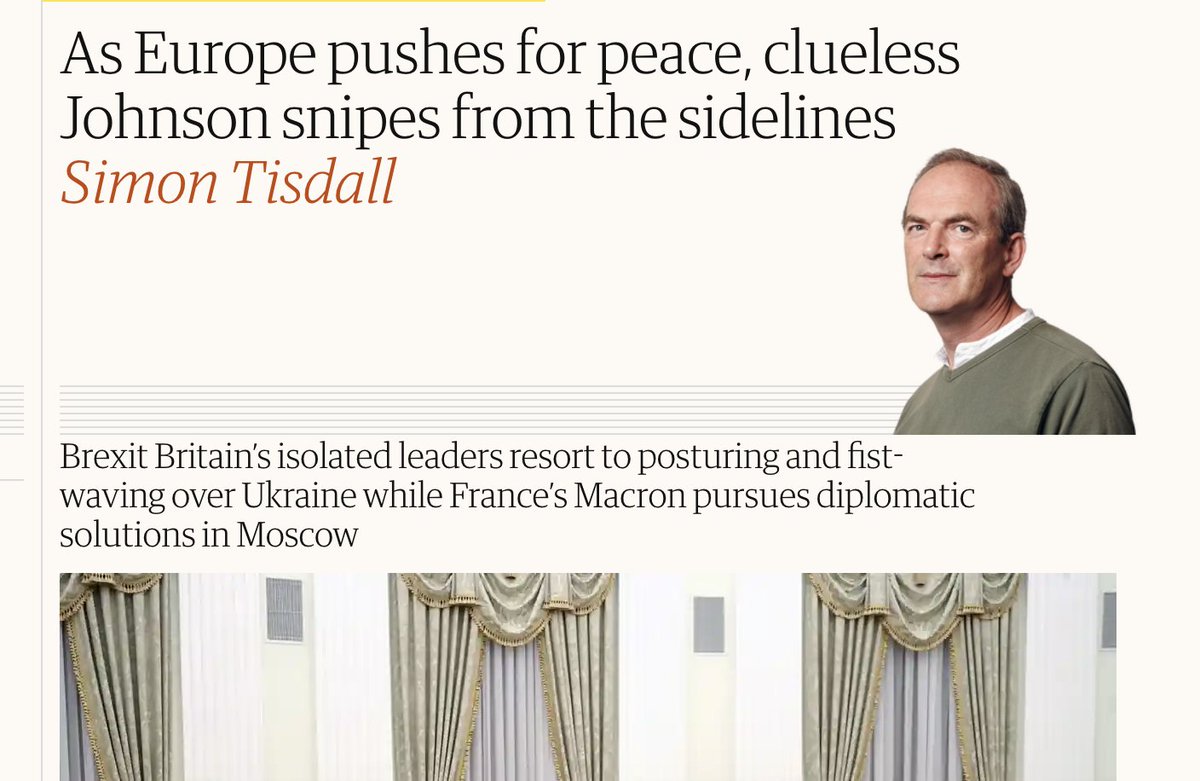 As Europe pushes for peace, clueless
Johnson snipes from the sidelines
Simon Tisdall
Brexit Britain’s isolated leaders resort to posturing and fist-
waving over Ukraine while France’s Macron pursues diplomatic
solutions in Moscow